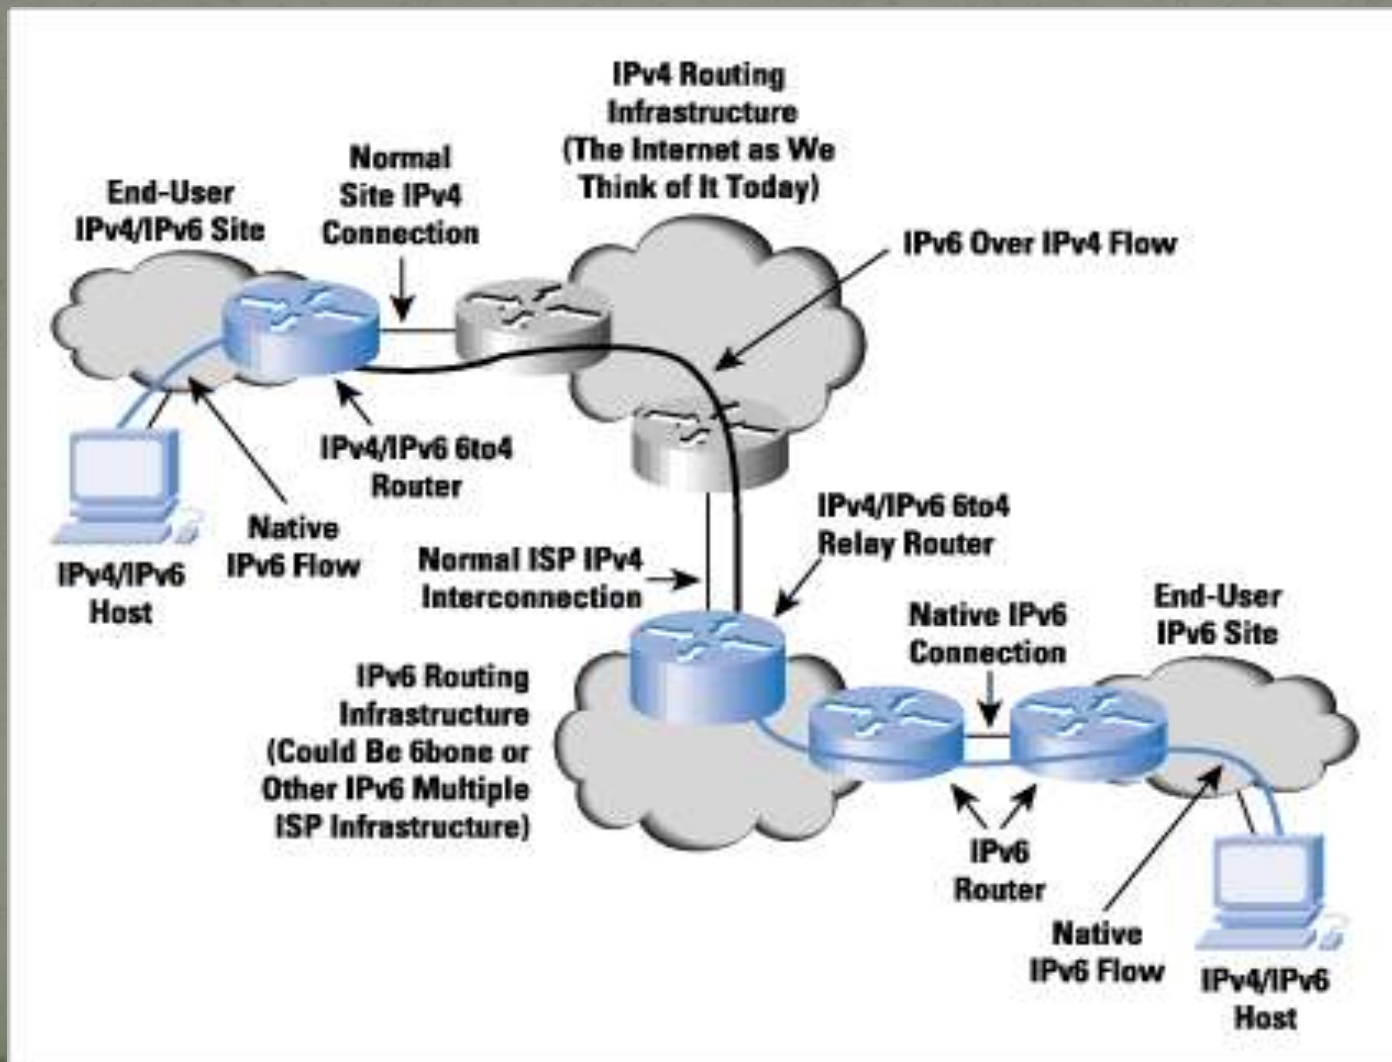 IPv4 Routing
Infrastructure
(The Internet as We
Think of It Today)
Normal
Site IPv4
Connection
End-User
IPv4/IPv6 Site
IPv6 Over IPv4 Flow
IPv4/IPv6 6to4
Router
Native
IPv6 Flow
IPv4/IPv6
Host
IPv4/IPv6 6to4
Relay Router
Normal ISP IPv4
Interconnection
Native IPv6
Connection
End-User
IPv6 Site
IPv6 Routing
Infrastructure
(Could Be 6bone or
Other IPv6 Multiple
ISP Infrastructure)
IPv6
Router
Native
IPv6 Flow
IPv4/IPv6
Host